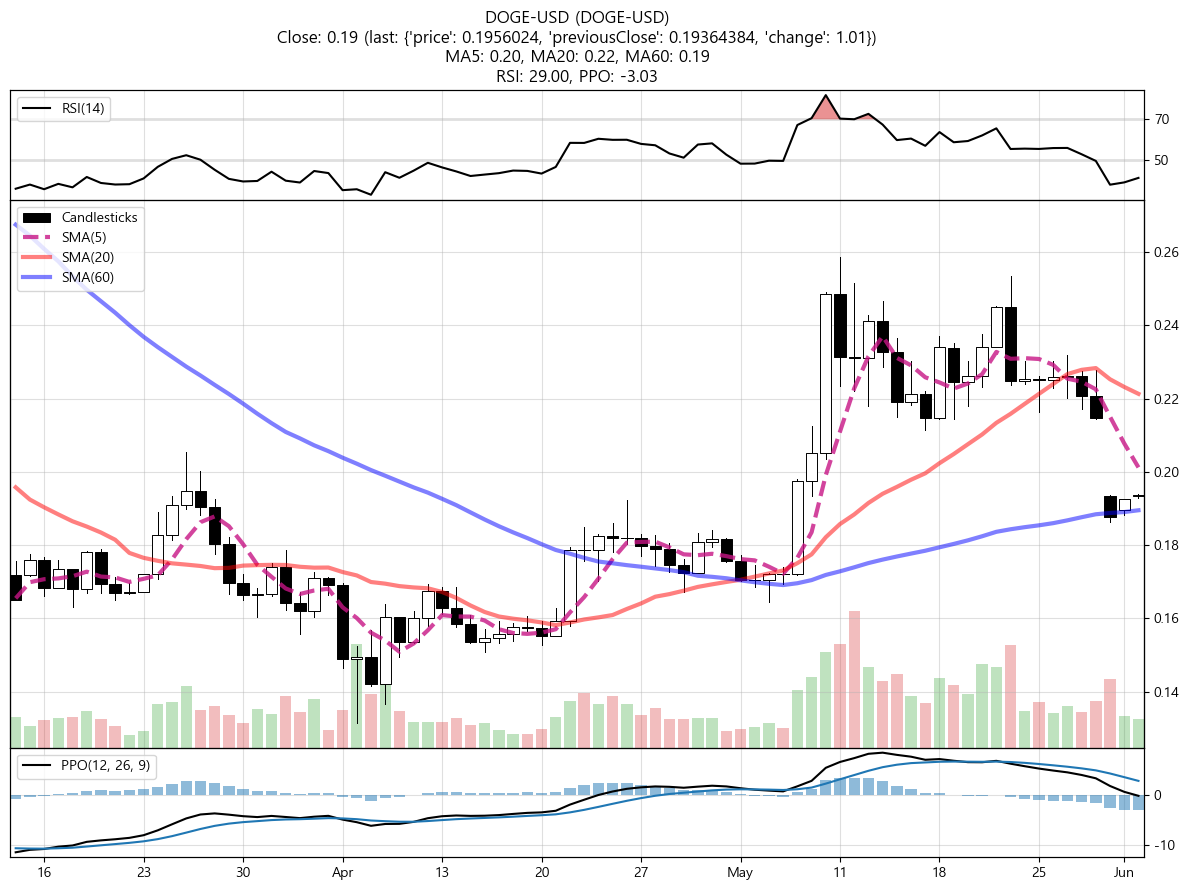 DOGE-USD (DOGE-USD)
Close: 0.19 (last: {'price': 0.1956024, 'previousClose': 0.19364384, 'change': 1.01})
MA5: 0.20, MA20: 0.22, MA60: 0.19
RSI: 29.00, PPO: -3.03
RSI(14)
70
50
Candlesticks
SMA(5)
SMA(20)
SMA(60)
0.26
0.24
0.22
0.20
0.18
0.16
0.14
PPO(12, 26, 9)
0
-10
16 23 30 Apr 13 20 27 May 11 18 25 Jun